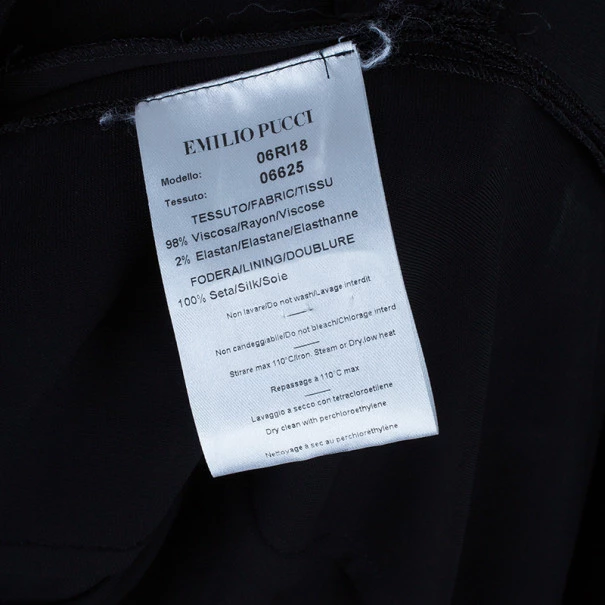 EMILIO PUCCI
Modello: 06RI18
Tessuto: 06625
TESSUTO/FABRIC/TISSU
98% Viscosa/Rayon/Viscose
2% Elastan/Elastane/Elasthanne
FODERA/LINING/DOUBLURE
100% Seta/Silk/Soie
Non lavare/Do not wash/Lavage interdit
Non candeggiabile/Do not bleach/Chlorage interd
Stirare max 110°C/Iron. Steam or Dry,low heat
Repassage à 110°C max
Lavaggio a secco con tetracloroetilene
Dry clean with perchloroethylene
Nettoyage à sec au perchlorethylène